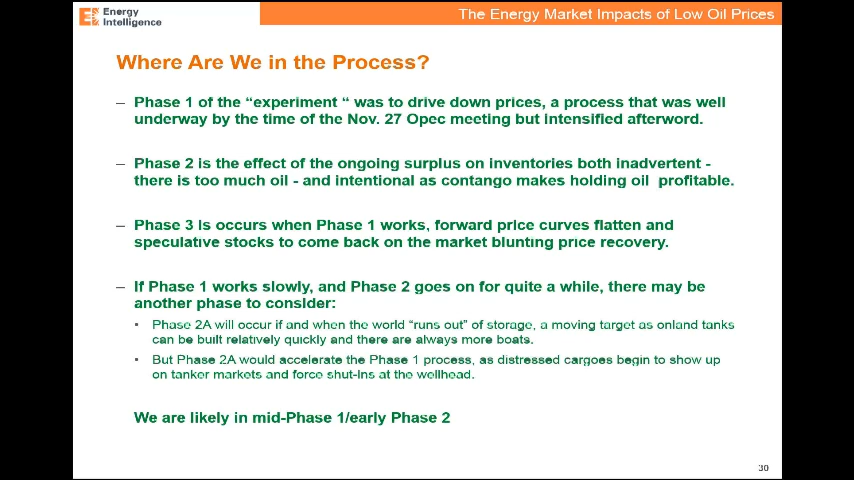 Energy
Intelligence
The Energy Market Impacts of Low Oil Prices
Where Are We in the Process?
– Phase 1 of the “experiment “ was to drive down prices, a process that was well
underway by the time of the Nov. 27 Opec meeting but intensified afterword.
– Phase 2 is the effect of the ongoing surplus on inventories both inadvertent -
there is too much oil - and intentional as contango makes holding oil profitable.
– Phase 3 is occurs when Phase 1 works, forward price curves flatten and
speculative stocks to come back on the market blunting price recovery.
– If Phase 1 works slowly, and Phase 2 goes on for quite a while, there may be
another phase to consider:
• Phase 2A will occur if and when the world “runs out” of storage, a moving target as onland tanks
can be built relatively quickly and there are always more boats.
• But Phase 2A would accelerate the Phase 1 process, as distressed cargoes begin to show up
on tanker markets and force shut-ins at the wellhead.
We are likely in mid-Phase 1/early Phase 2
30